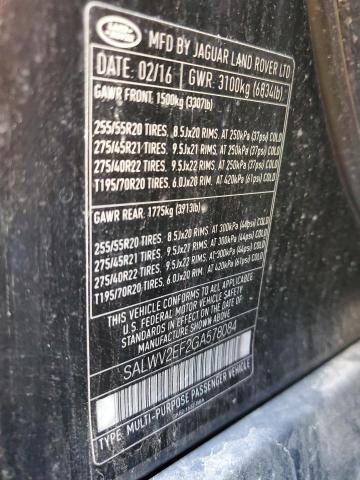 LAND ROVER
MFD BY JAGUAR LAND ROVER LTD
DATE: 02/16 GWR: 3100kg (6834lb)
GAWR FRONT: 1500kg (3307lb)
255/55R20 TIRES. 8.5Jx20 RIMS. AT 250kPa (37psi) COLD
275/45R21 TIRES. 9.5Jx21 RIMS. AT 250kPa (37psi) COLD
275/40R22 TIRES. 9.5Jx22 RIMS. AT 250kPa (37psi) COLD
T195/70R20 TIRES. 6.0Jx20 RIM. AT 420kPa (61psi) COLD
GAWR REAR. 1775kg (3913lb)
255/55R20 TIRES. 8.5Jx20 RIMS. AT 300kPa (44psi) COLD
275/45R21 TIRES. 9.5Jx21 RIMS. AT 300kPa (44psi) COLD
275/40R22 TIRES. 9.5Jx22 RIMS. AT 300kPa (44psi) COLD
T195/70R20 TIRES. 6.0Jx20 RIM. AT 420kPa (61psi) COLD
THIS VEHICLE CONFORMS TO ALL APPLICABLE
U.S. FEDERAL MOTOR VEHICLE SAFETY
STANDARDS IN EFFECT ON THE DATE OF
MANUFACTURE SHOWN ABOVE.
SALWV2EF2GA578084
TYPE: MULTI-PURPOSE PASSENGER VEHICLE